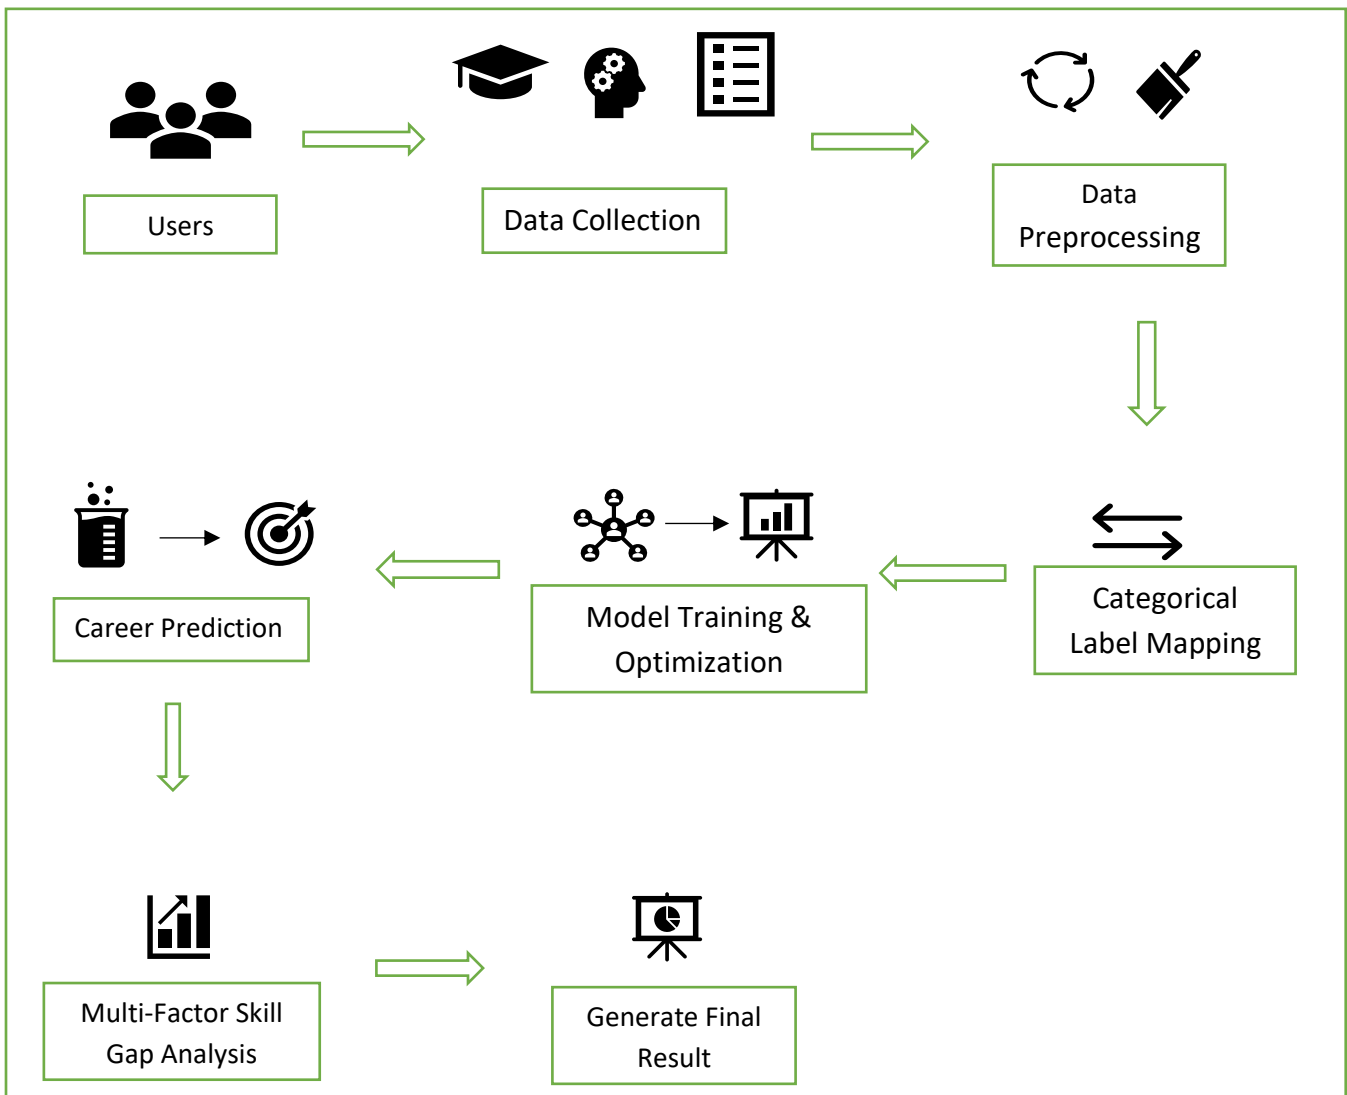 Users
Data Collection
Data
Preprocessing
Career Prediction
Model Training &
Optimization
Categorical
Label Mapping
Multi-Factor Skill
Gap Analysis
Generate Final
Result